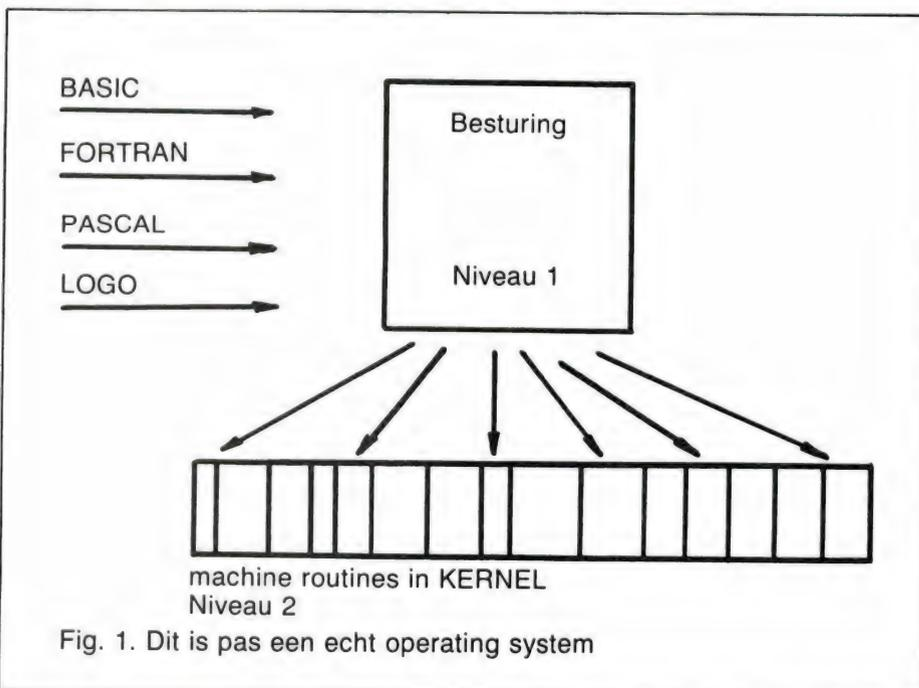 BASIC
FORTRAN
PASCAL
LOGO
Besturing
Niveau 1
machine routines in KERNEL
Niveau 2
Fig. 1. Dit is pas een echt operating system